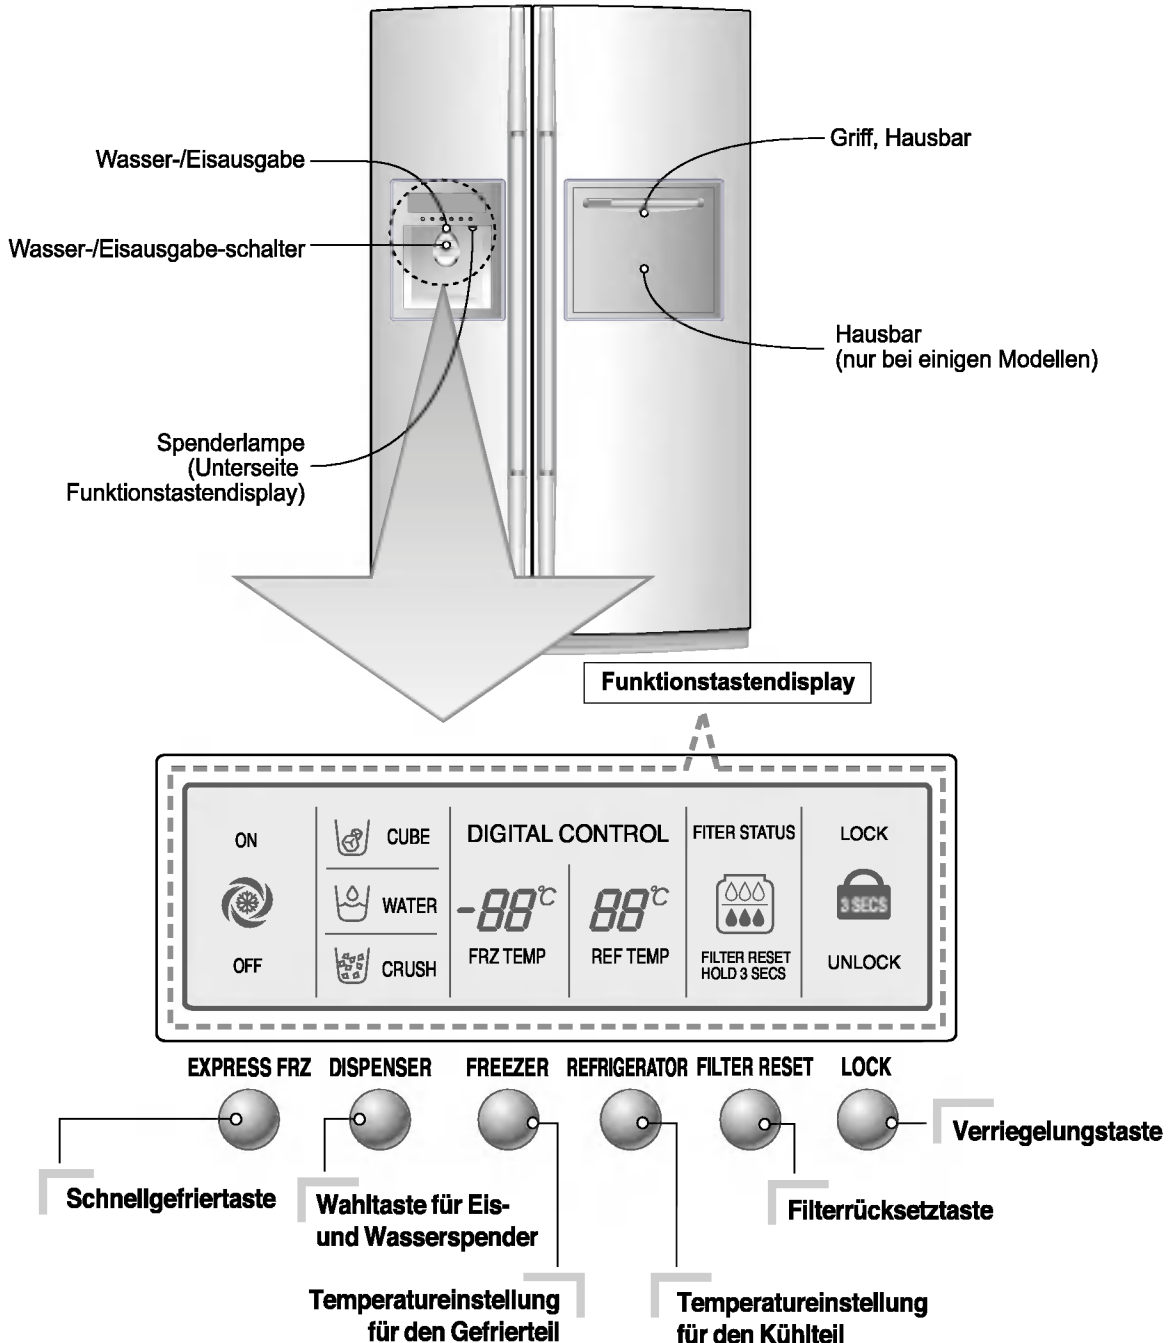 Griff, Hausbar
Wasser-/Eisausgabe
Wasser-/Eisausgabe-schalter
Hausbar
(nur bei einigen Modellen)
Spenderlampe
(Unterseite
Funktionstastendisplay)
Funktionstastendisplay
ON
OFF
CUBE
WATER
CRUSH
DIGITAL CONTROL
-88°C
FRZ TEMP
88°C
REF TEMP
FITER STATUS
FILTER RESET
HOLD 3 SECS
LOCK
3 SECS
UNLOCK
EXPRESS FRZ
DISPENSER
FREEZER
REFRIGERATOR
FILTER RESET
LOCK
Verriegelungstaste
Schnellgefriertaste
Wahltaste für Eis-
und Wasserspender
Filterrücksetztaste
Temperatureinstellung
für den Gefrierteil
Temperatureinstellung
für den Kühlteil